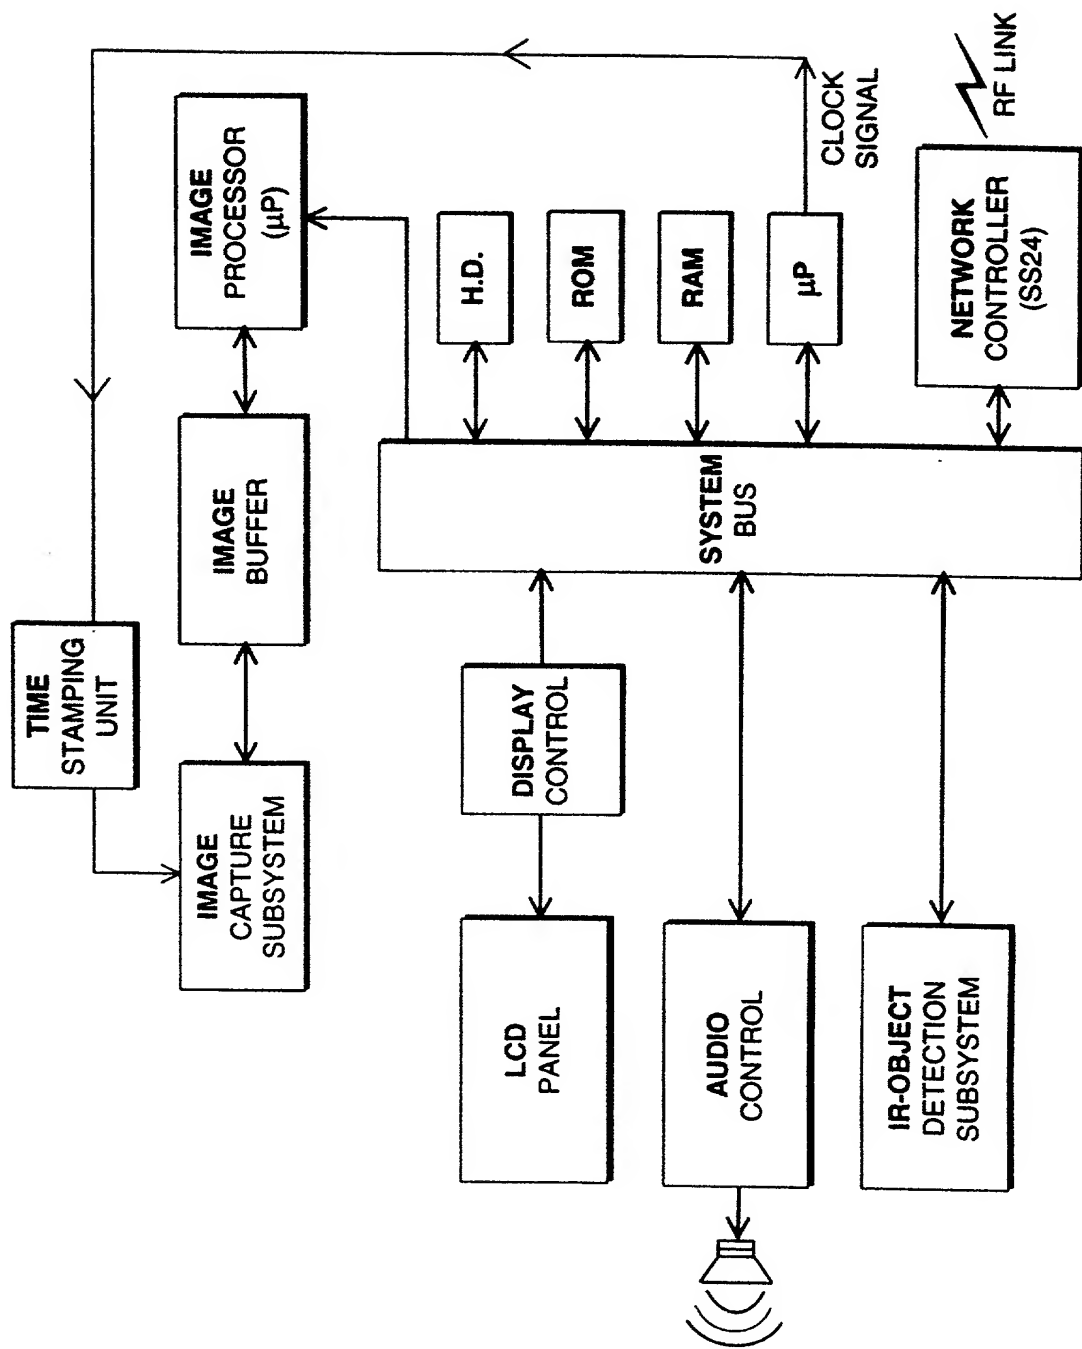 TIME
STAMPING
UNIT
IMAGE
CAPTURE
SUBSYSTEM
IMAGE
BUFFER
IMAGE
PROCESSOR
(µP)
LCD
PANEL
DISPLAY
CONTROL
H.D.
ROM
RAM
µP
CLOCK
SIGNAL
SYSTEM
BUS
AUDIO
CONTROL
IR-OBJECT
DETECTION
SUBSYSTEM
NETWORK
CONTROLLER
(SS24)
RF LINK